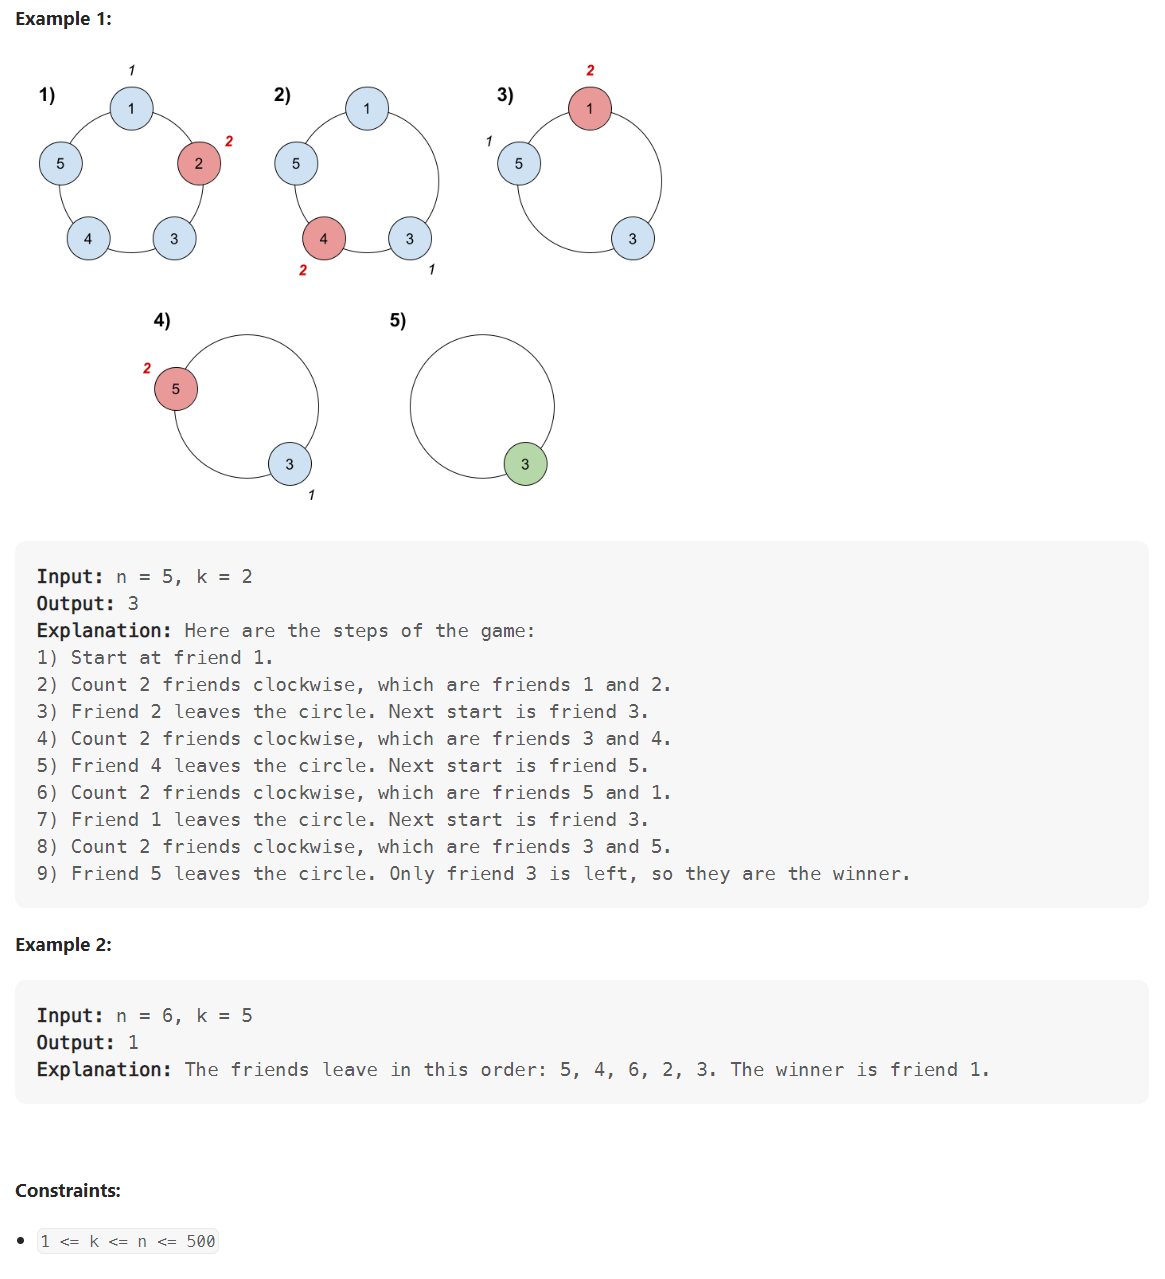 Example 1:
1
1) 2) 3) 2
1 1 1
2 1
5 2 5 5
4 3 4 3 3
2 1
4) 5)
2
5
3 3
1
Input: n = 5, k = 2
Output: 3
Explanation: Here are the steps of the game:
1) Start at friend 1.
2) Count 2 friends clockwise, which are friends 1 and 2.
3) Friend 2 leaves the circle. Next start is friend 3.
4) Count 2 friends clockwise, which are friends 3 and 4.
5) Friend 4 leaves the circle. Next start is friend 5.
6) Count 2 friends clockwise, which are friends 5 and 1.
7) Friend 1 leaves the circle. Next start is friend 3.
8) Count 2 friends clockwise, which are friends 3 and 5.
9) Friend 5 leaves the circle. Only friend 3 is left, so they are the winner.
Example 2:
Input: n = 6, k = 5
Output: 1
Explanation: The friends leave in this order: 5, 4, 6, 2, 3. The winner is friend 1.
Constraints:
• 1 <= k <= n <= 500